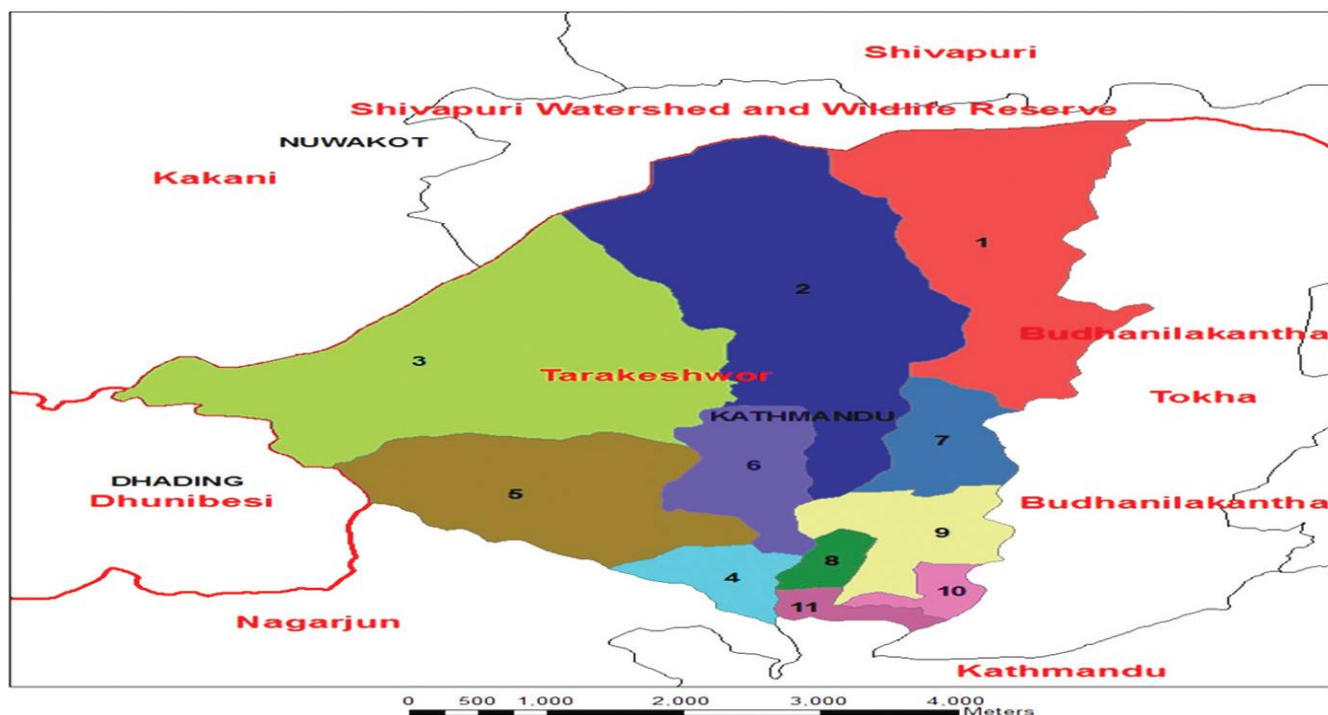 Shivapuri
Shivapuri Watershed and Wildlife Reserve
NUWAKOT
Kakani
1
2
Budhanilakantha
3
Tarakeshwor
Tokha
KATHMANDU
7
6
DHADING
Dhunibesi
5
Budhanilakantha
9
8
4
10
11
Nagarjun
Kathmandu
0 500 1,000 2,000 3,000 4,000
Meters